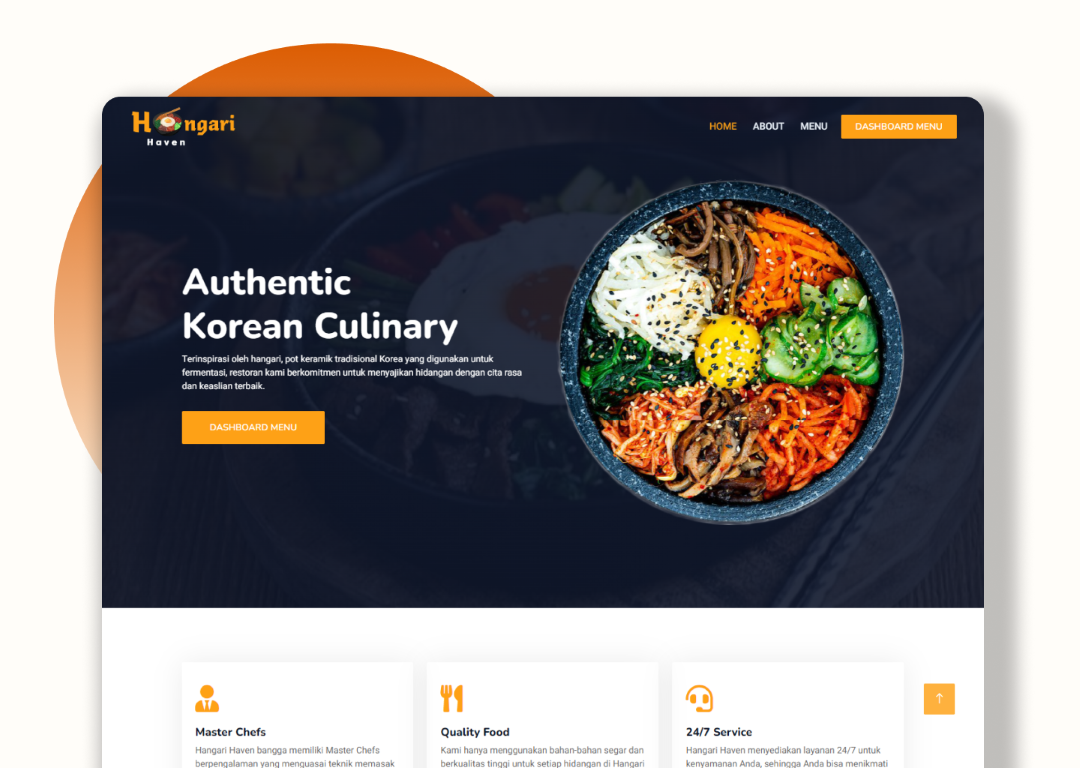 Hangari
Haven
HOME ABOUT MENU DASHBOARD MENU
Authentic
Korean Culinary
Terinspirasi oleh hangari, pot keramik tradisional Korea yang digunakan untuk
fermentasi, restoran kami berkomitmen untuk menyajikan hidangan dengan cita rasa
dan keaslian terbaik.
DASHBOARD MENU
Master Chefs
Hangari Haven bangga memiliki Master Chefs
berpengalaman yang menguasai teknik memasak
Quality Food
Kami hanya menggunakan bahan-bahan segar dan
berkualitas tinggi untuk setiap hidangan di Hangari
24/7 Service
Hangari Haven menyediakan layanan 24/7 untuk
kenyamanan Anda, sehingga Anda bisa menikmati